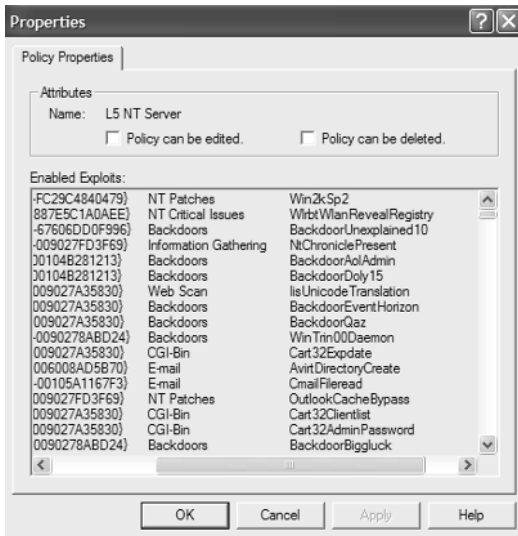 Properties
Policy Properties
Attributes
Name: L5 NT Server
Policy can be edited. Policy can be deleted.
Enabled Exploits:
-FC29C4840479} NT Patches Win2kSp2
887E5C1A0AEE} NT Critical Issues WlrbtWlanRevealRegistry
-67606DD0F996} Backdoors BackdoorUnexplained10
-009027FD3F69} Information Gathering NtChroniclePresent
00104B281213} Backdoors BackdoorAolAdmin
00104B281213} Backdoors BackdoorDoly15
009027A35830} Web Scan IisUnicodeTranslation
009027A35830} Backdoors BackdoorEventHorizon
009027A35830} Backdoors BackdoorQaz
-0090278ABD24} Backdoors WinTrin00Daemon
009027A35830} CGI-Bin Cart32Expdate
006008AD5B70} E-mail AvirtDirectoryCreate
-00105A1167F3} E-mail CmailFileread
009027FD3F69} NT Patches OutlookCacheBypass
009027A35830} CGI-Bin Cart32Clientlist
009027A35830} CGI-Bin Cart32AdminPassword
0090278ABD24} Backdoors BackdoorBiggluck
OK Cancel Apply Help